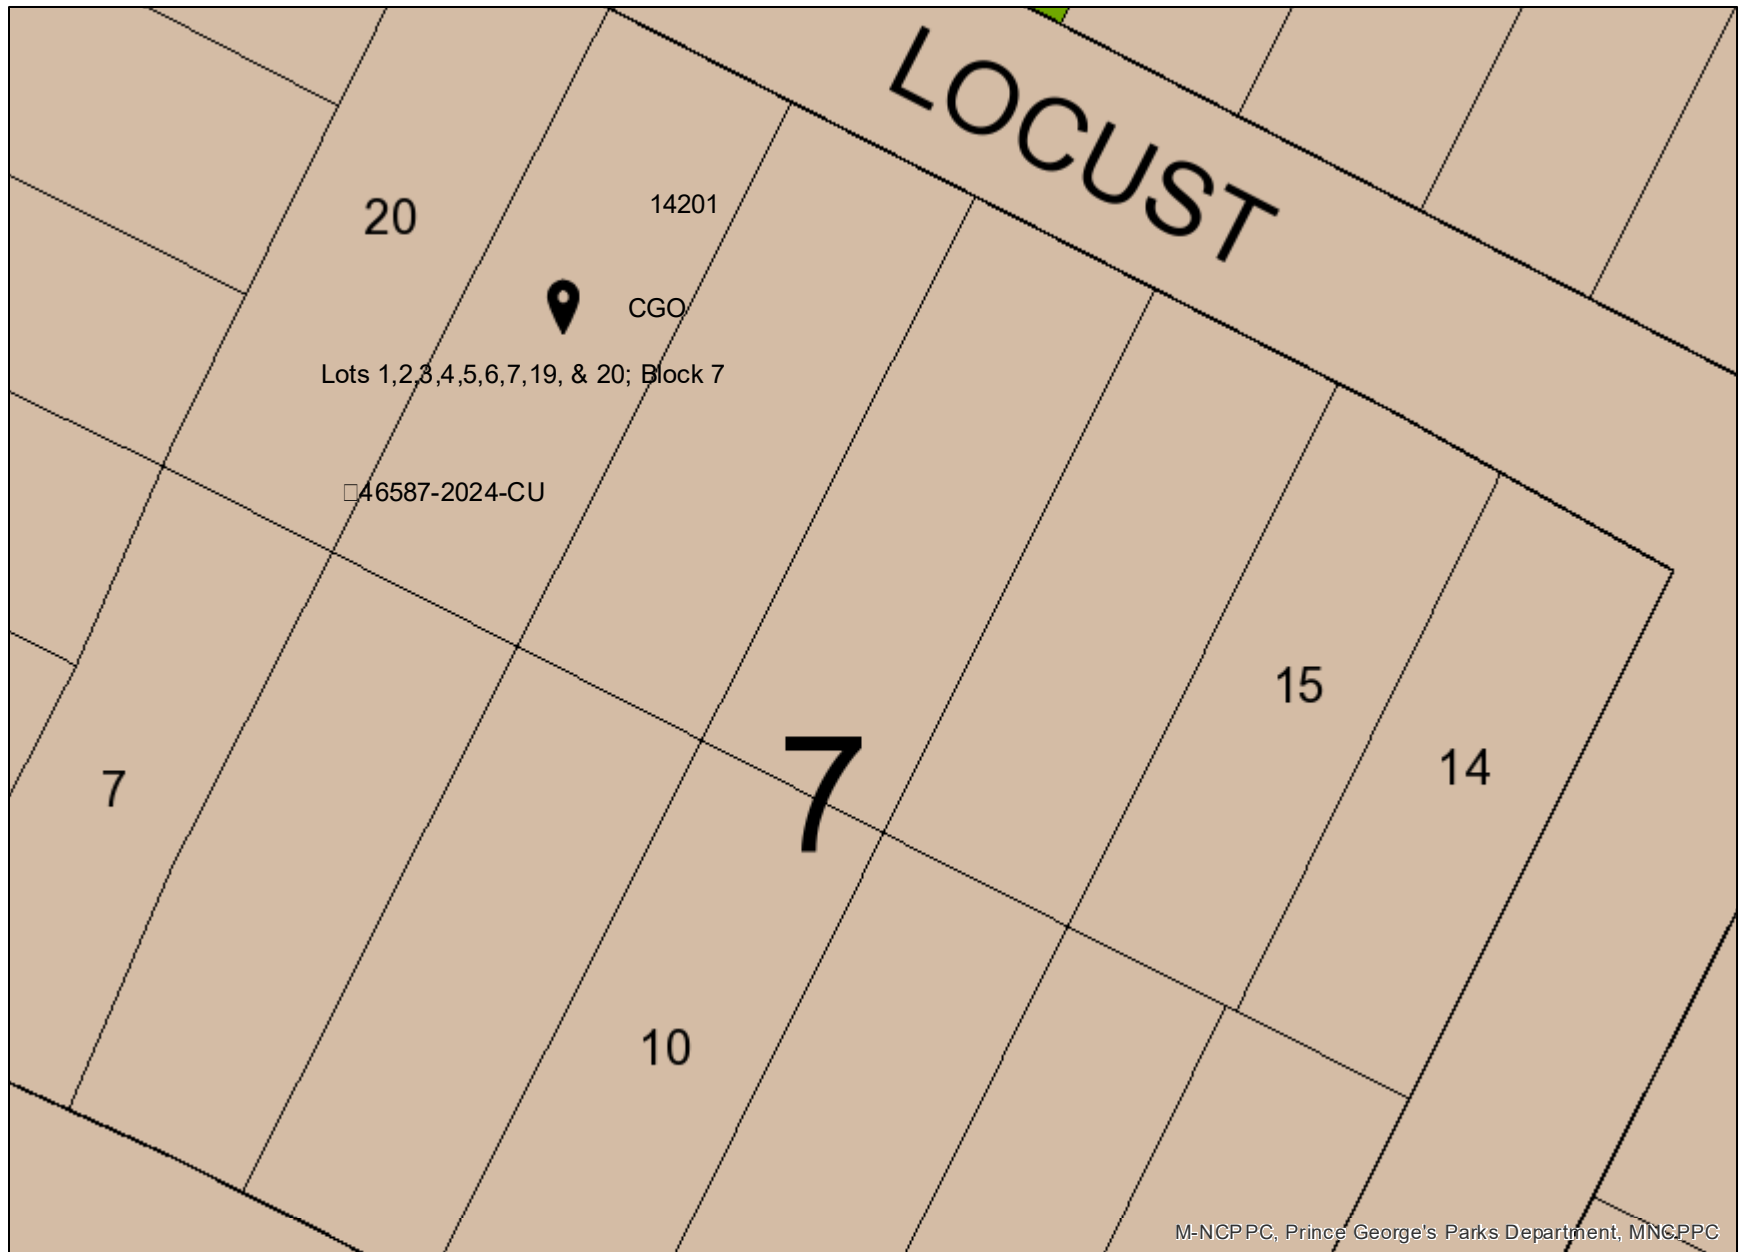 LOCUST
20
14201
CGO
Lots 1,2,3,4,5,6,7,19, & 20; Block 7
46587-2024-CU
15
14
7
7
10
M-NCPPC, Prince George's Parks Department, MNCPPC